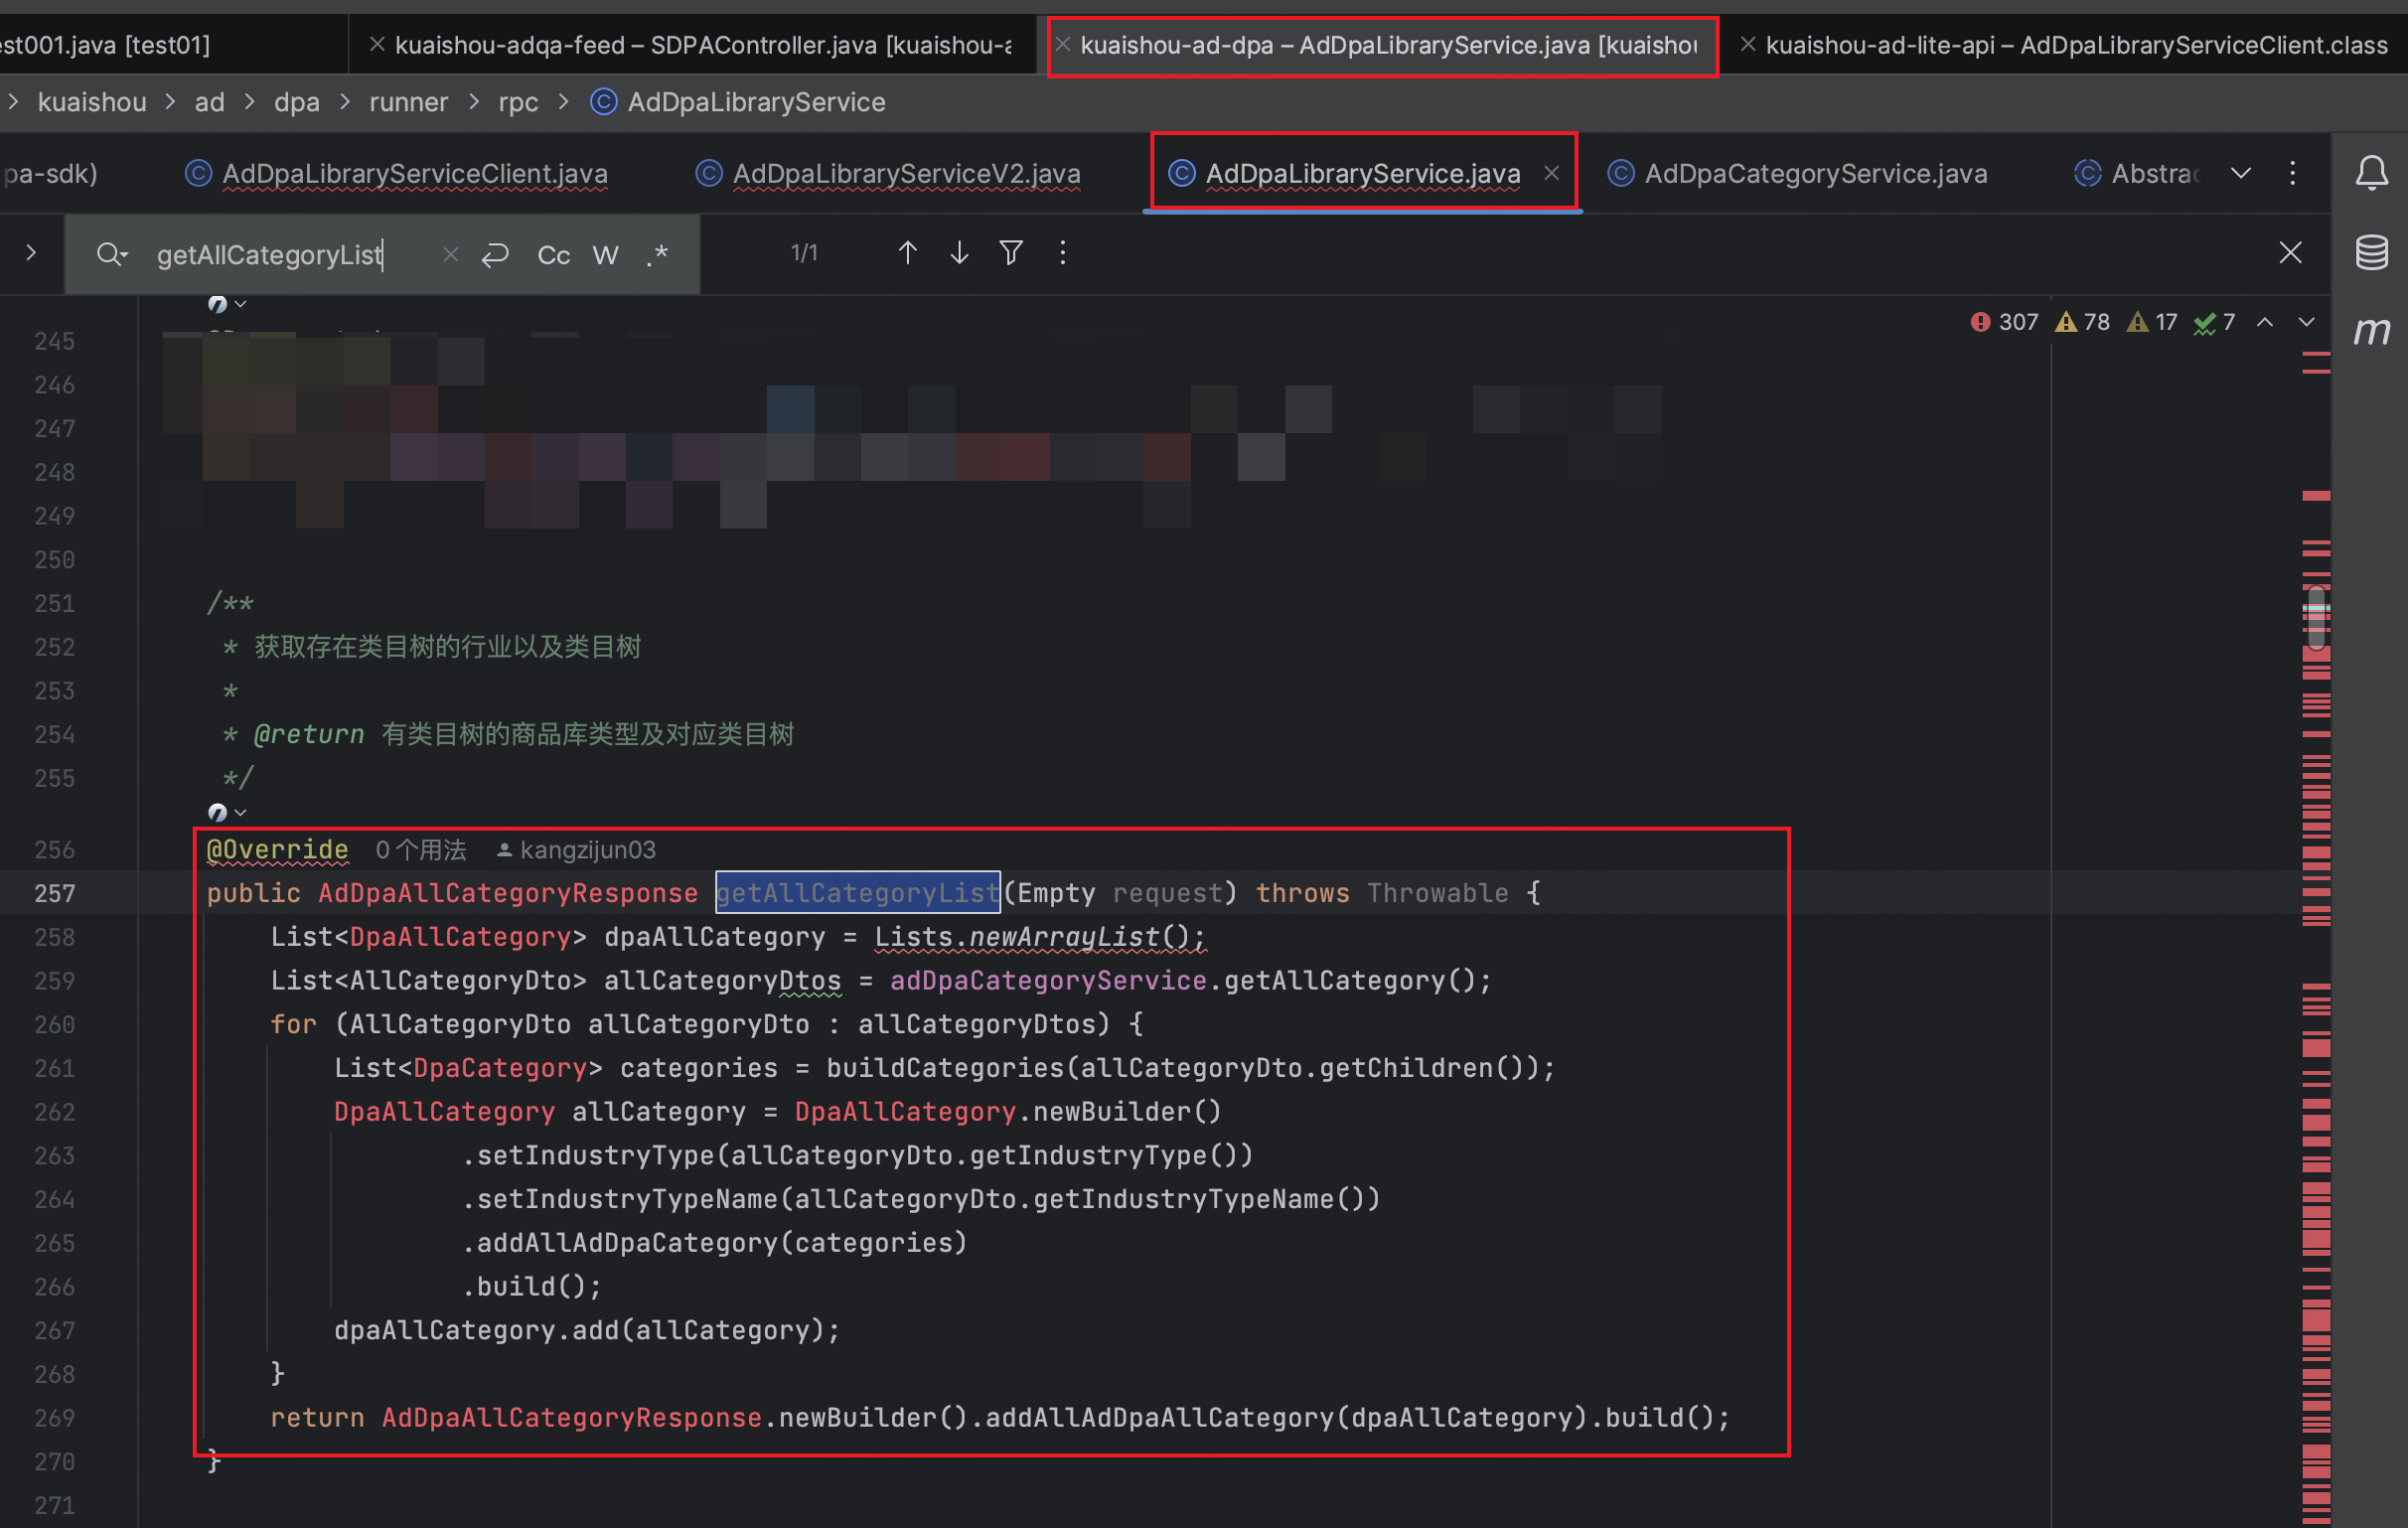 est001.java [test01]
kuaishou-adqa-feed – SDPAController.java [kuaishou-a
kuaishou-ad-dpa – AdDpaLibraryService.java [kuaishou
kuaishou-ad-lite-api – AdDpaLibraryServiceClient.class
kuaishou > ad > dpa > runner > rpc > AdDpaLibraryService
pa-sdk)
AdDpaLibraryServiceClient.java
AdDpaLibraryServiceV2.java
AdDpaLibraryService.java
AdDpaCategoryService.java
Abstrac
getAllCategoryList
Cc W .*
1/1
307 78 17 7
245
246
247
248
249
250
251 /**
252 * 获取存在类目树的行业以及类目树
253 *
254 * @return 有类目树的商品库类型及对应类目树
255 */
256 @Override 0 个用法 kangzijun03
257 public AdDpaAllCategoryResponse getAllCategoryList(Empty request) throws Throwable {
258 List<DpaAllCategory> dpaAllCategory = Lists.newArrayList();
259 List<AllCategoryDto> allCategoryDtos = adDpaCategoryService.getAllCategory();
260 for (AllCategoryDto allCategoryDto : allCategoryDtos) {
261 List<DpaCategory> categories = buildCategories(allCategoryDto.getChildren());
262 DpaAllCategory allCategory = DpaAllCategory.newBuilder()
263 .setIndustryType(allCategoryDto.getIndustryType())
264 .setIndustryTypeName(allCategoryDto.getIndustryTypeName())
265 .addAllAdDpaCategory(categories)
266 .build();
267 dpaAllCategory.add(allCategory);
268 }
269 return AdDpaAllCategoryResponse.newBuilder().addAllAdDpaAllCategory(dpaAllCategory).build();
270 }
271
m